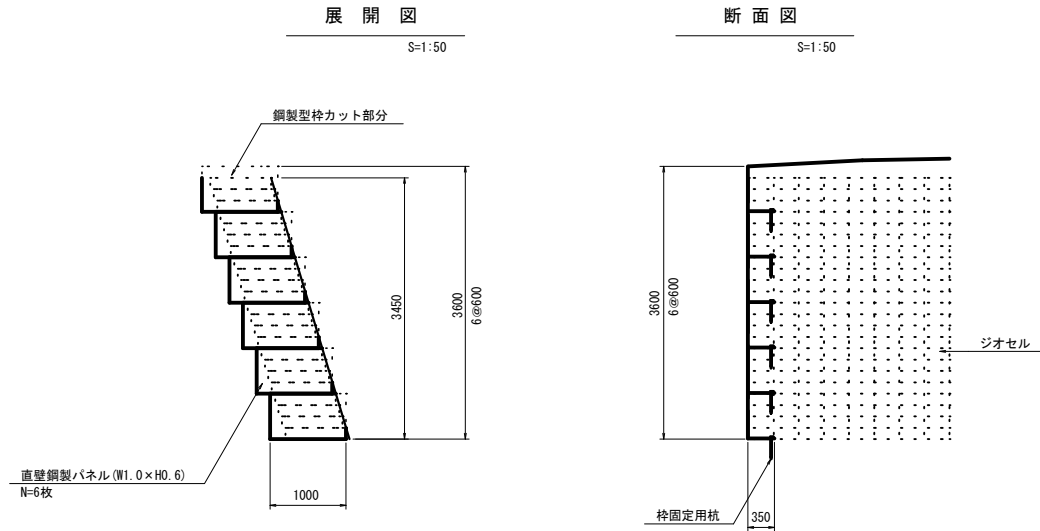 展開図
S=1:50
鋼製型枠カット部分
3450
3600
6@600
直壁鋼製パネル(W1.0×H0.6)
N=6枚
1000
断面図
S=1:50
3600
6@600
ジオセル
枠固定用杭
350